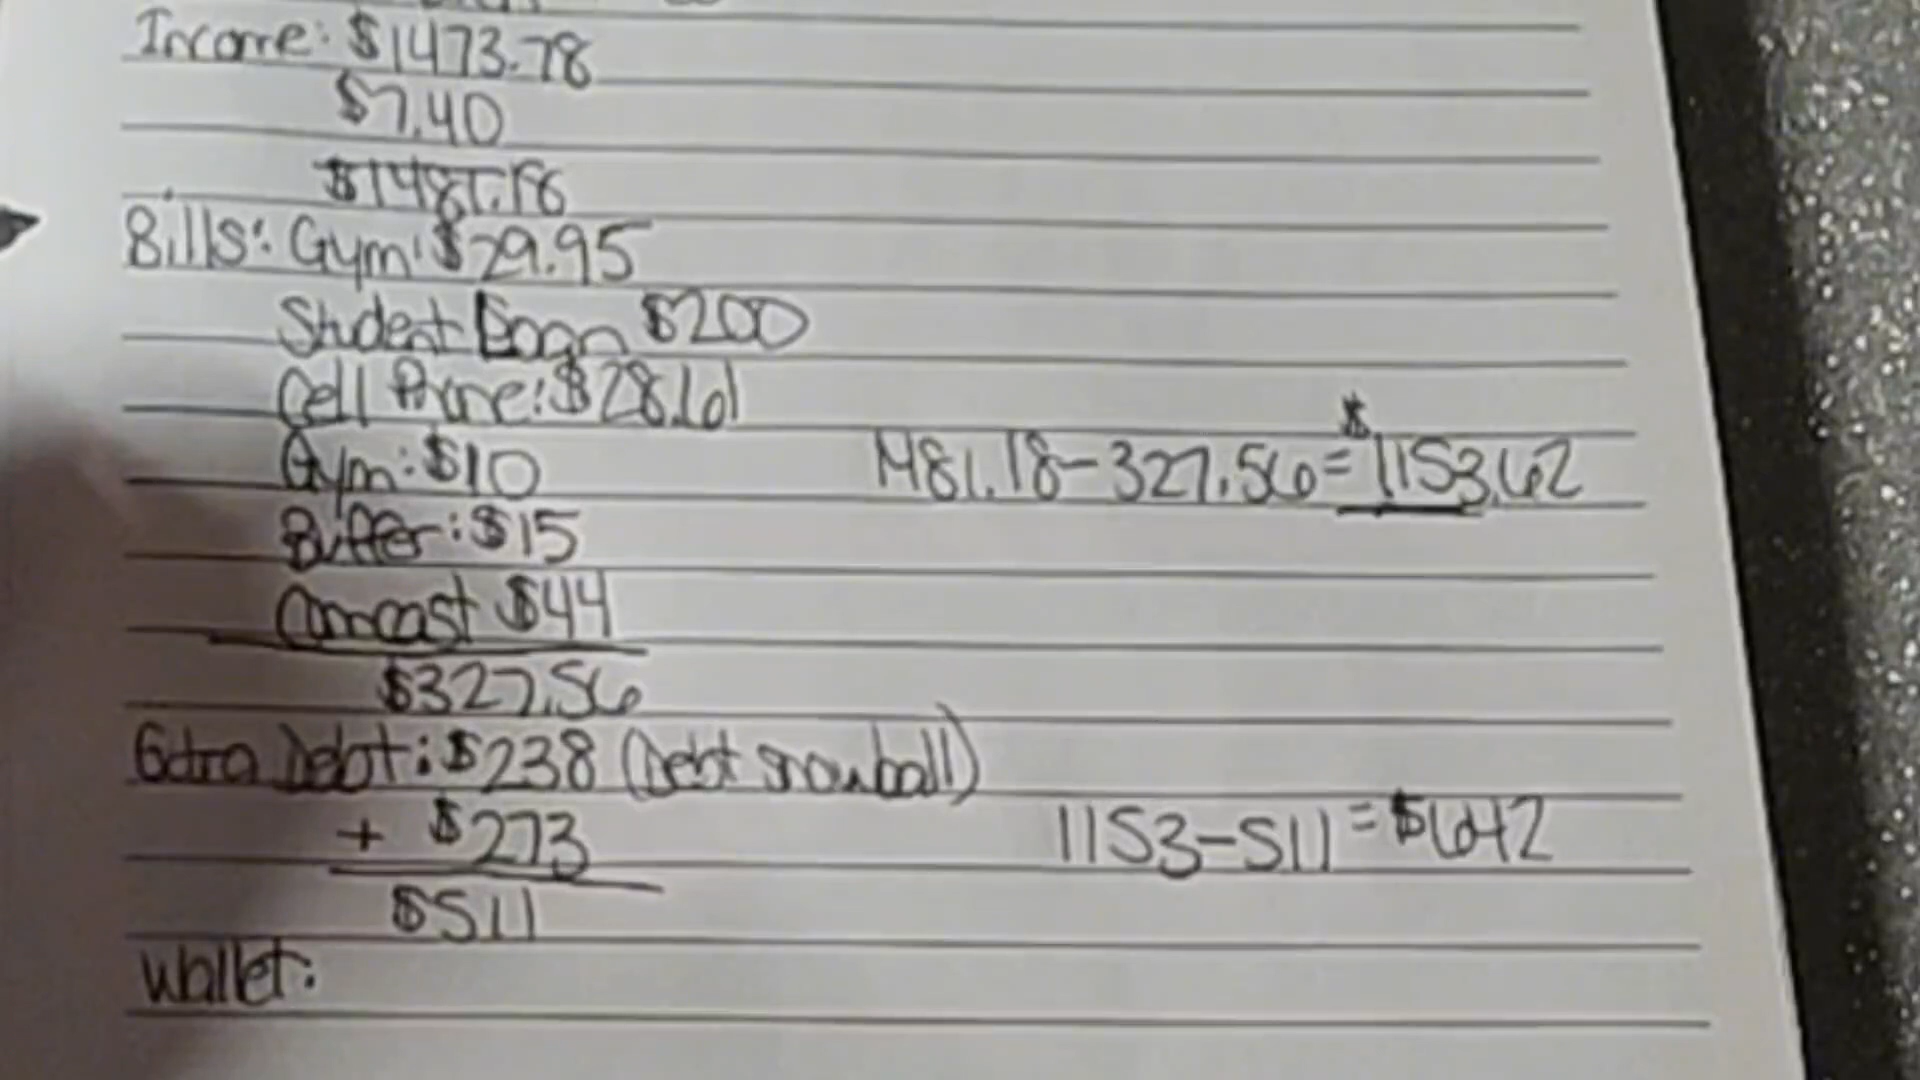 Income: $1473.78
$7.40
$1481.18
Bills: Gym: $29.95
Student Loan $200
Cell Phone: $28.61
Gym: $10
1481.18-327.56= $1153.62
Buffer: $15
Comcast $44
$327.56
Extra Debt: $238 (Debt snowball)
+ $273
1153-511=$642
$511
Wallet: